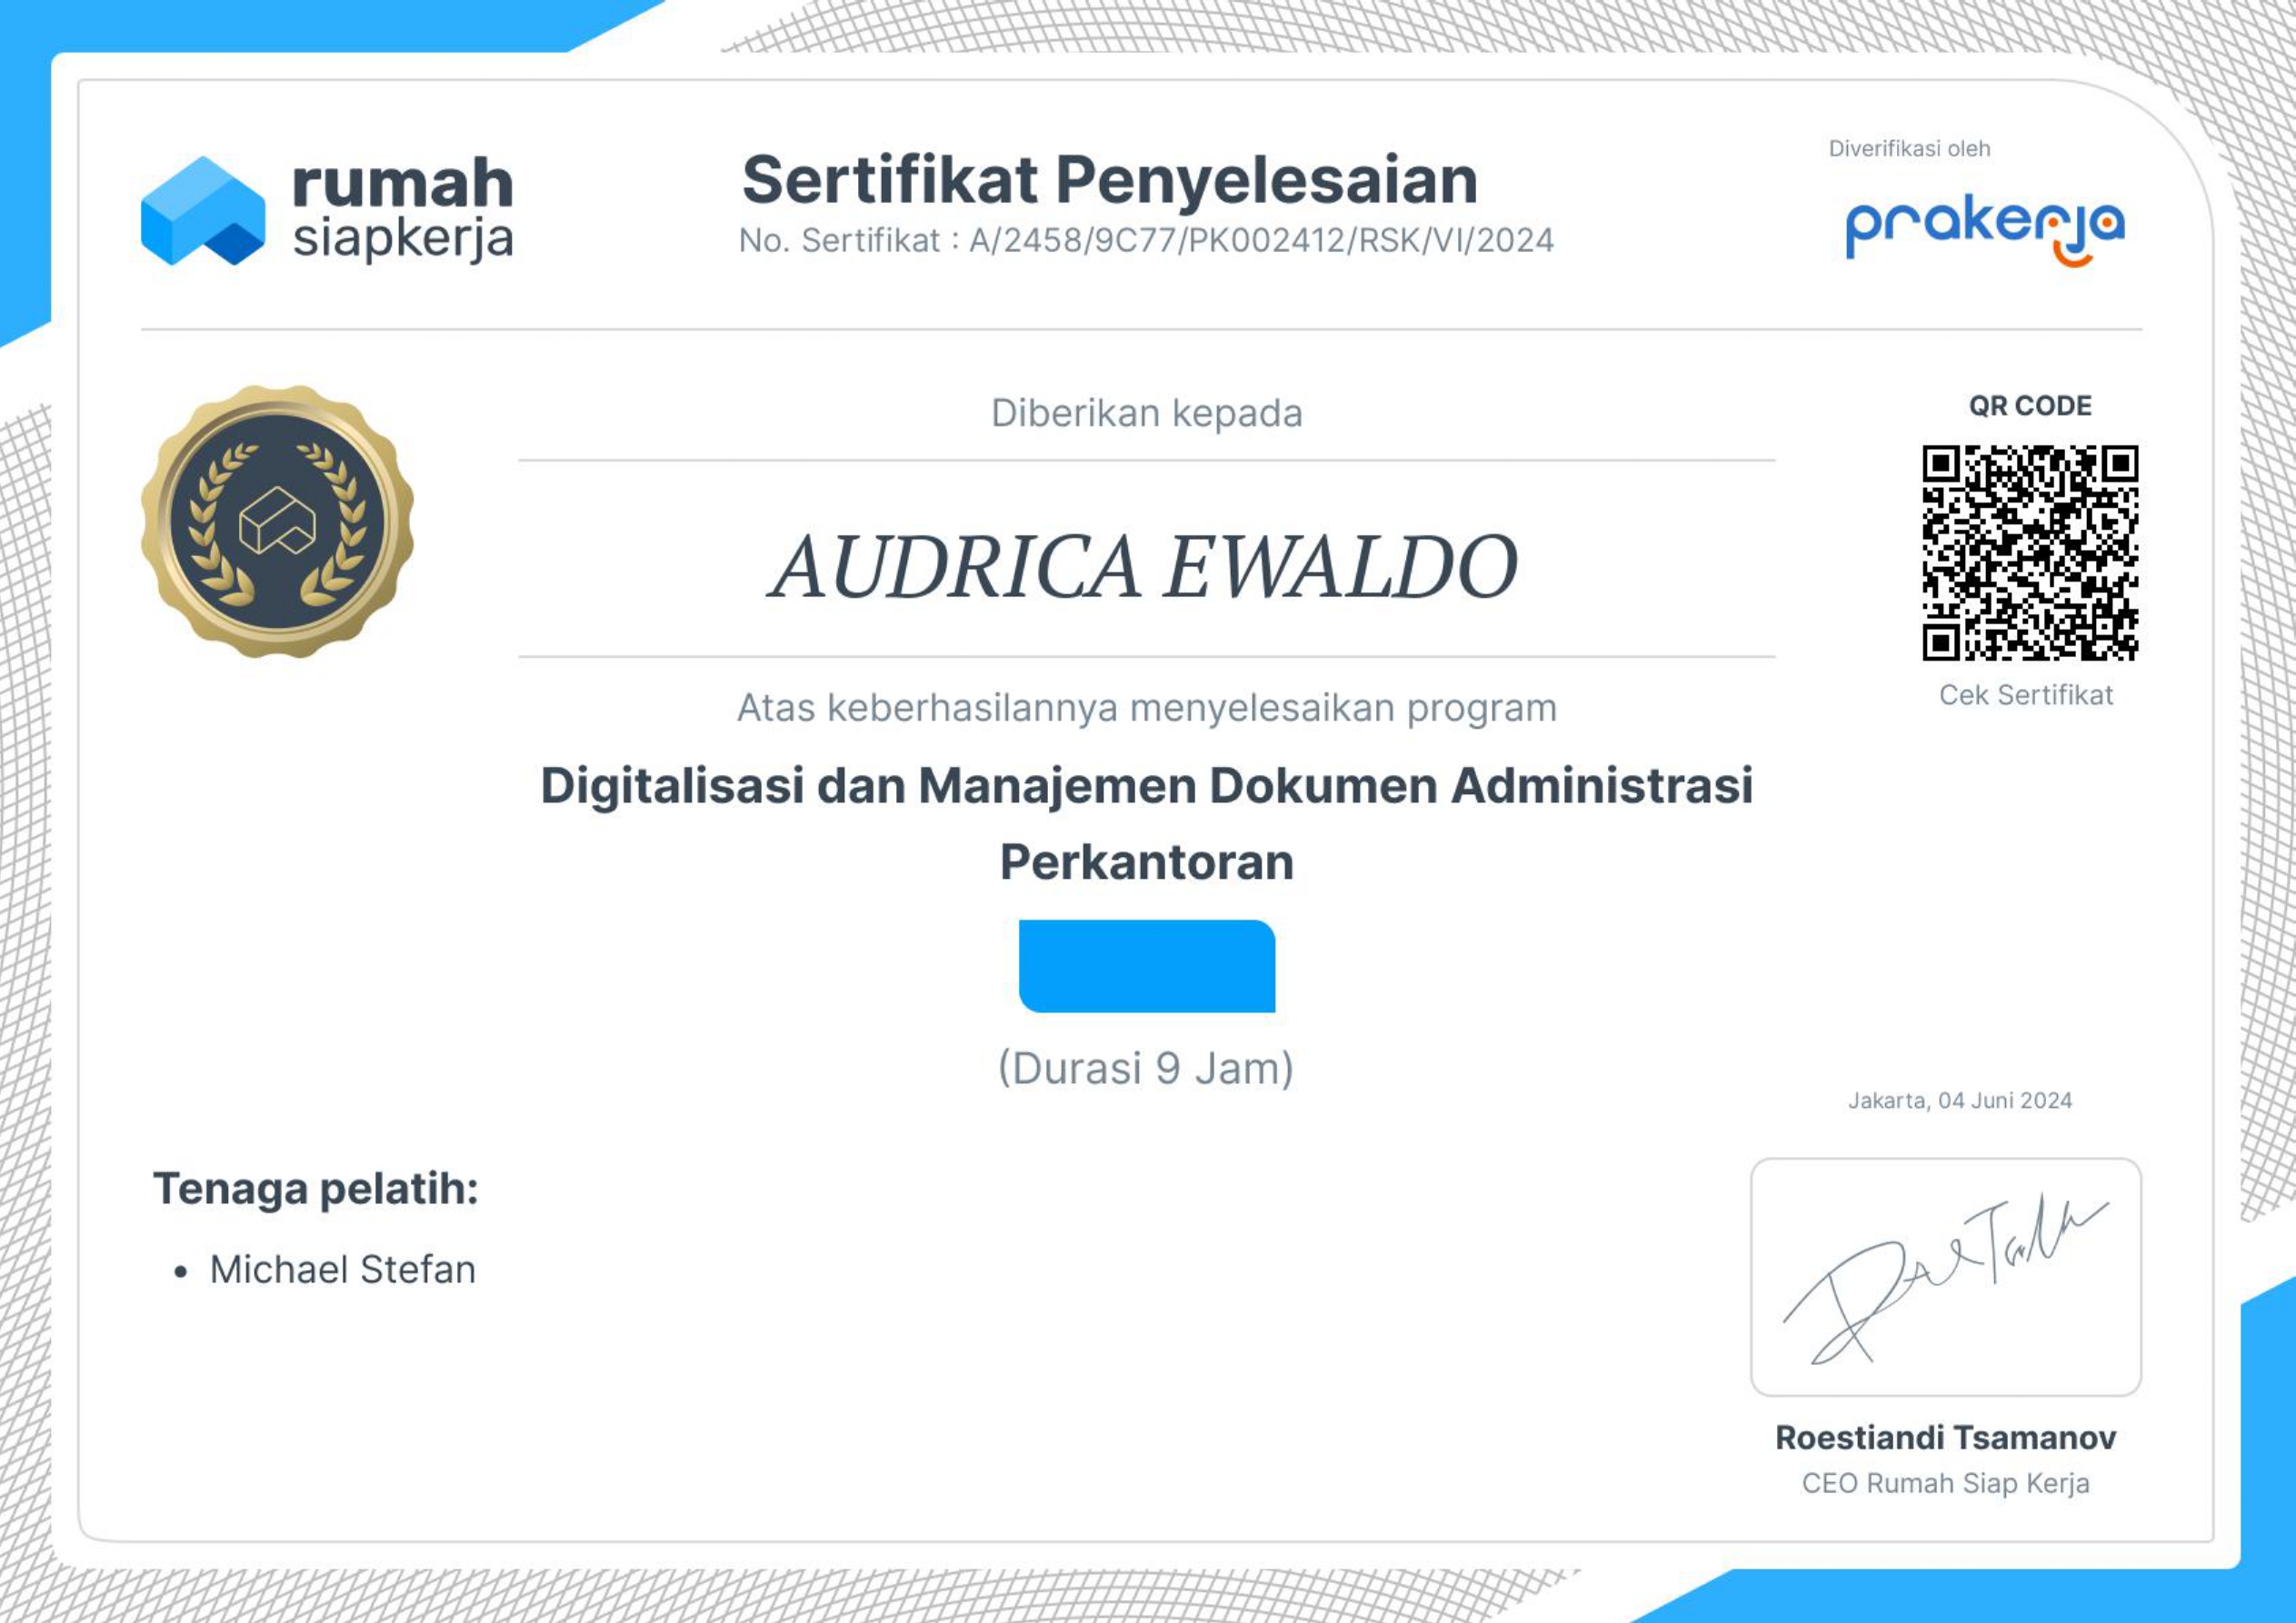 rumah
siapkerja
Sertifikat Penyelesaian
No. Sertifikat : A/2458/9C77/PK002412/RSK/VI/2024
Diverifikasi oleh
prakerja
Diberikan kepada
QR CODE
AUDRICA EWALDO
Cek Sertifikat
Atas keberhasilannya menyelesaikan program
Digitalisasi dan Manajemen Dokumen Administrasi
Perkantoran
(Durasi 9 Jam)
Jakarta, 04 Juni 2024
Tenaga pelatih:
• Michael Stefan
Roestiandi Tsamanov
CEO Rumah Siap Kerja